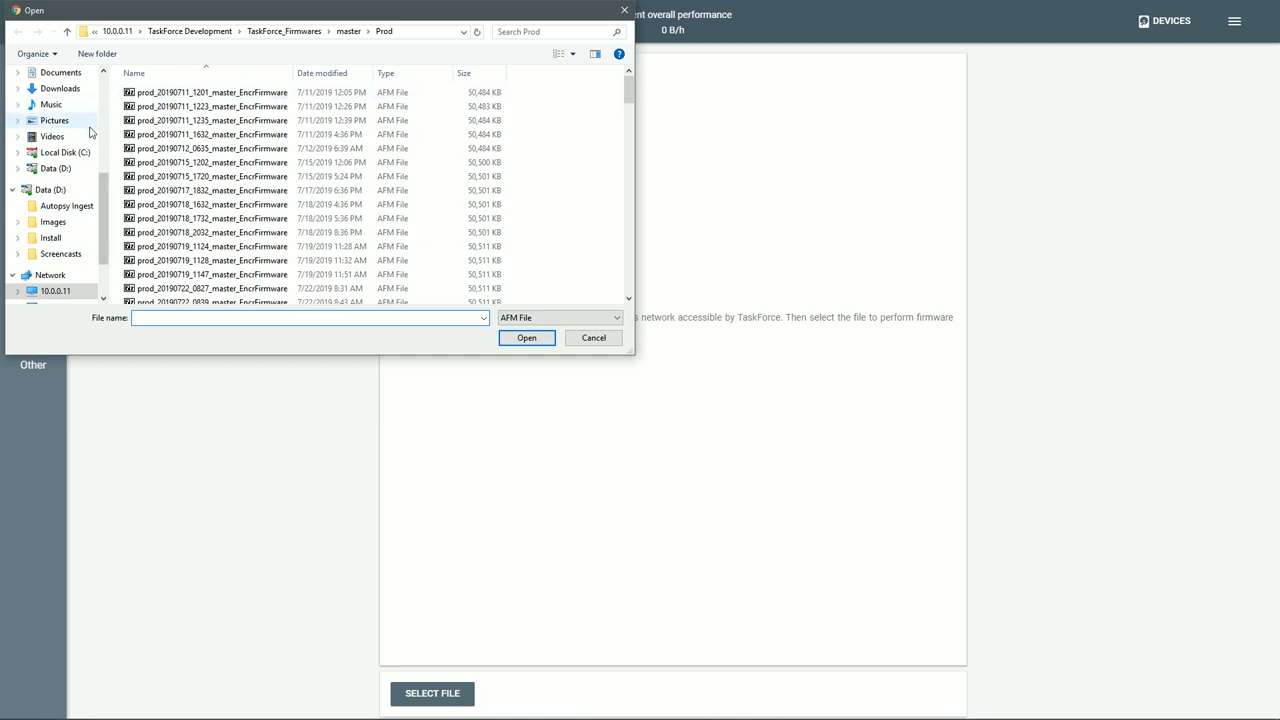 Open
ent overall performance
0 B/h
DEVICES
« 10.0.0.11 › TaskForce Development › TaskForce_Firmwares › master › Prod
Search Prod
Organize
New folder
Documents
Downloads
Music
Pictures
Videos
Local Disk (C:)
Data (D:)
Data (D:)
Autopsy Ingest
Images
Install
Screencasts
Network
10.0.0.11
Name Date modified Type Size
prod_20190711_1201_master_EncrFirmware 7/11/2019 12:05 PM AFM File 50,484 KB
prod_20190711_1223_master_EncrFirmware 7/11/2019 12:26 PM AFM File 50,483 KB
prod_20190711_1235_master_EncrFirmware 7/11/2019 12:39 PM AFM File 50,484 KB
prod_20190711_1632_master_EncrFirmware 7/11/2019 4:36 PM AFM File 50,484 KB
prod_20190712_0635_master_EncrFirmware 7/12/2019 6:39 AM AFM File 50,484 KB
prod_20190715_1202_master_EncrFirmware 7/15/2019 12:06 PM AFM File 50,500 KB
prod_20190715_1720_master_EncrFirmware 7/15/2019 5:24 PM AFM File 50,501 KB
prod_20190717_1832_master_EncrFirmware 7/17/2019 6:36 PM AFM File 50,501 KB
prod_20190718_1632_master_EncrFirmware 7/18/2019 4:36 PM AFM File 50,501 KB
prod_20190718_1732_master_EncrFirmware 7/18/2019 5:36 PM AFM File 50,501 KB
prod_20190718_2032_master_EncrFirmware 7/18/2019 8:36 PM AFM File 50,501 KB
prod_20190719_1124_master_EncrFirmware 7/19/2019 11:28 AM AFM File 50,511 KB
prod_20190719_1128_master_EncrFirmware 7/19/2019 11:32 AM AFM File 50,511 KB
prod_20190719_1147_master_EncrFirmware 7/19/2019 11:51 AM AFM File 50,511 KB
prod_20190722_0827_master_EncrFirmware 7/22/2019 8:31 AM AFM File 50,511 KB
prod_20190722_0839_master_EncrFirmware 7/22/2019 8:43 AM AFM File 50,511 KB
File name:
AFM File
Open
Cancel
s network accessible by TaskForce. Then select the file to perform firmware
Other
SELECT FILE